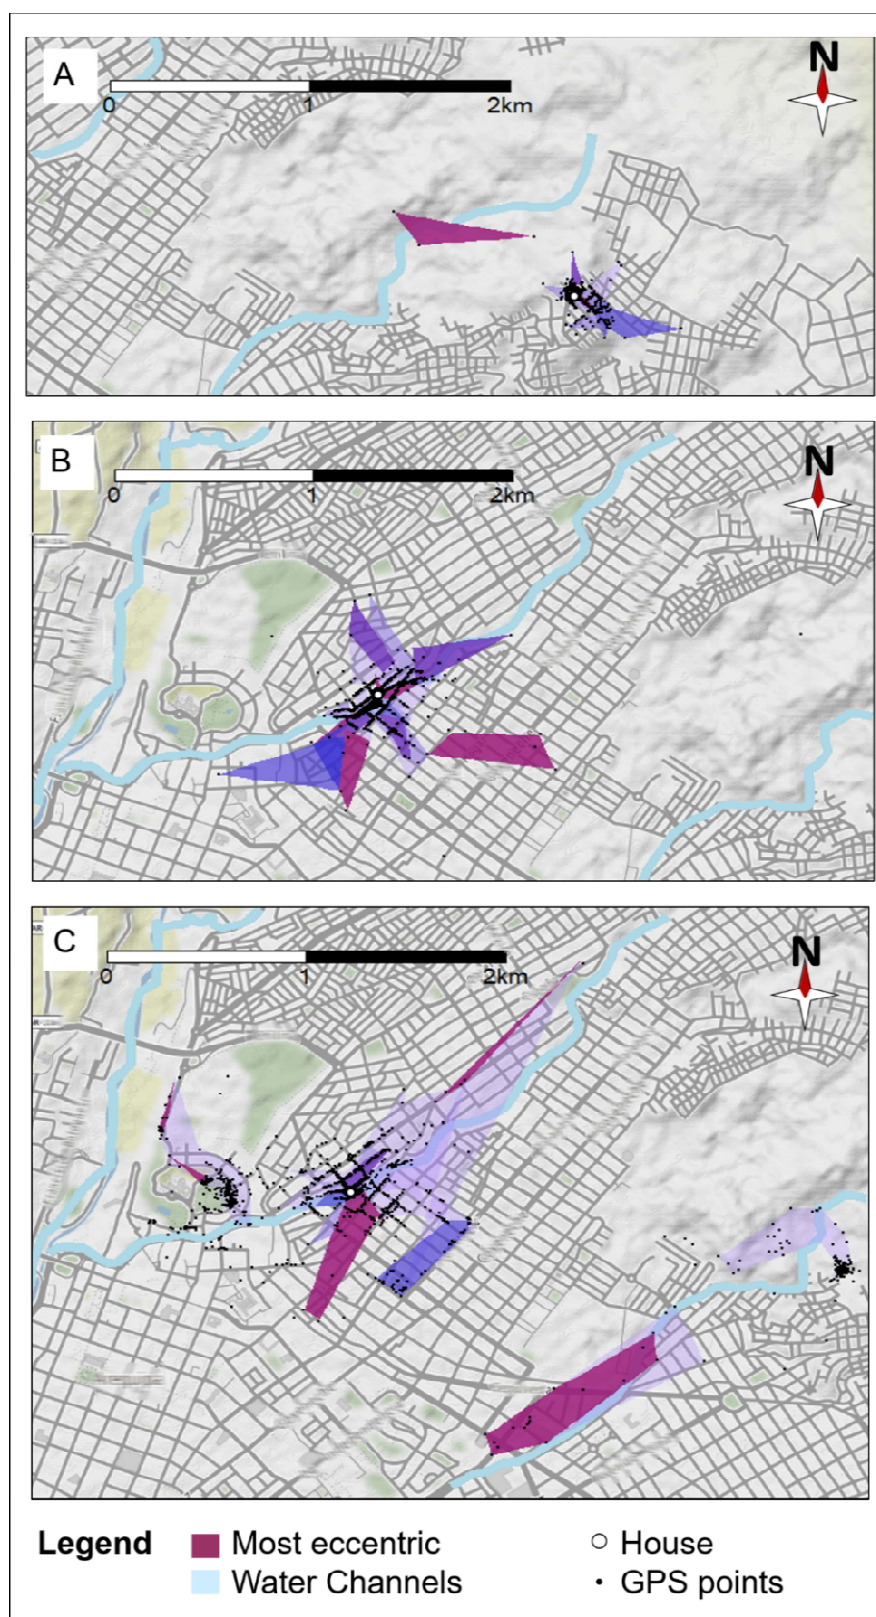 A
N
0 1 2km
B
N
0 1 2km
C
N
0 1 2km
Legend
Most eccentric
House
Water Channels
GPS points